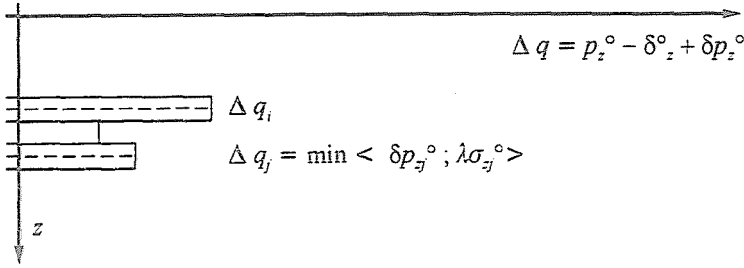 Δ q = p_z° − δ°_z + δp_z°
Δ q_i
Δ q_j = min < δp_zj° ; λσ_zj° >
z